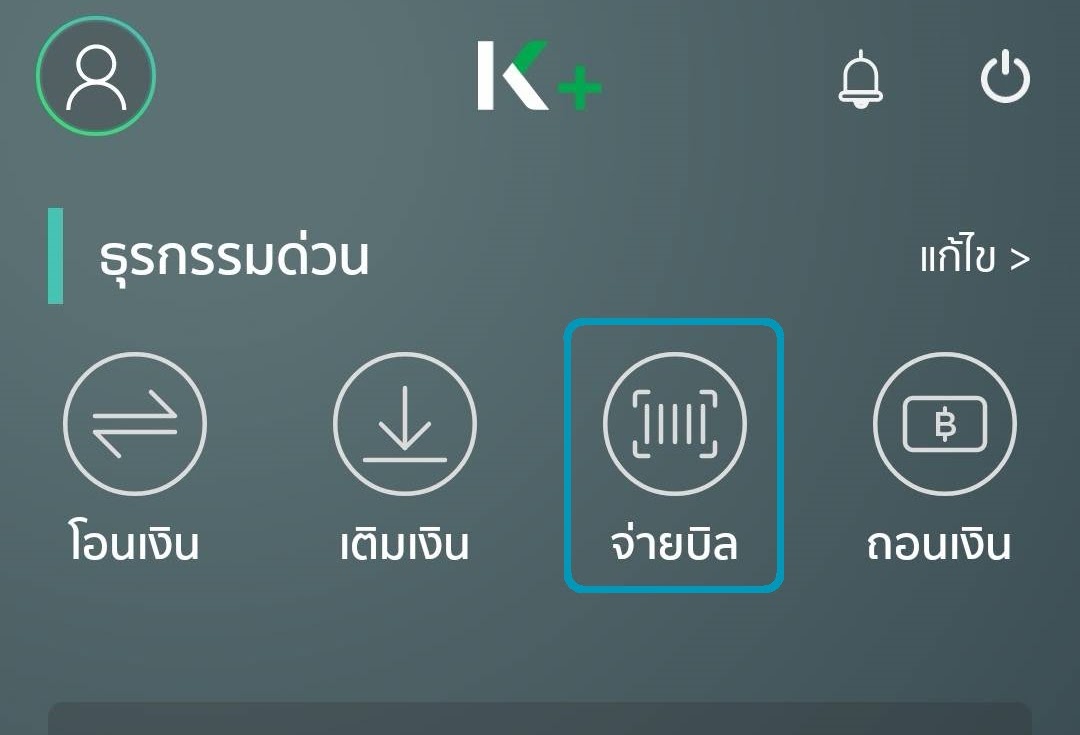 K+
ธุรกรรมด่วน
แก้ไข >
โอนเงิน
เติมเงิน
จ่ายบิล
ถอนเงิน